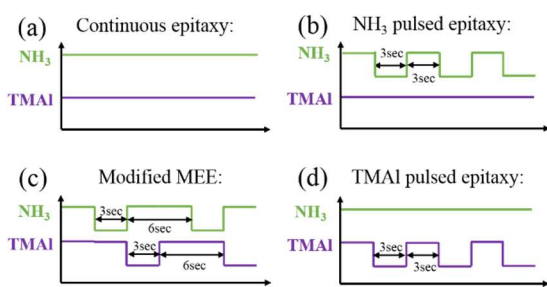 (a) Continuous epitaxy:
NH₃
TMAl
(b) NH₃ pulsed epitaxy:
NH₃
3sec
3sec
TMAl
(c) Modified MEE:
NH₃
3sec
6sec
TMAl
3sec
6sec
(d) TMAl pulsed epitaxy:
NH₃
TMAl
3sec
3sec